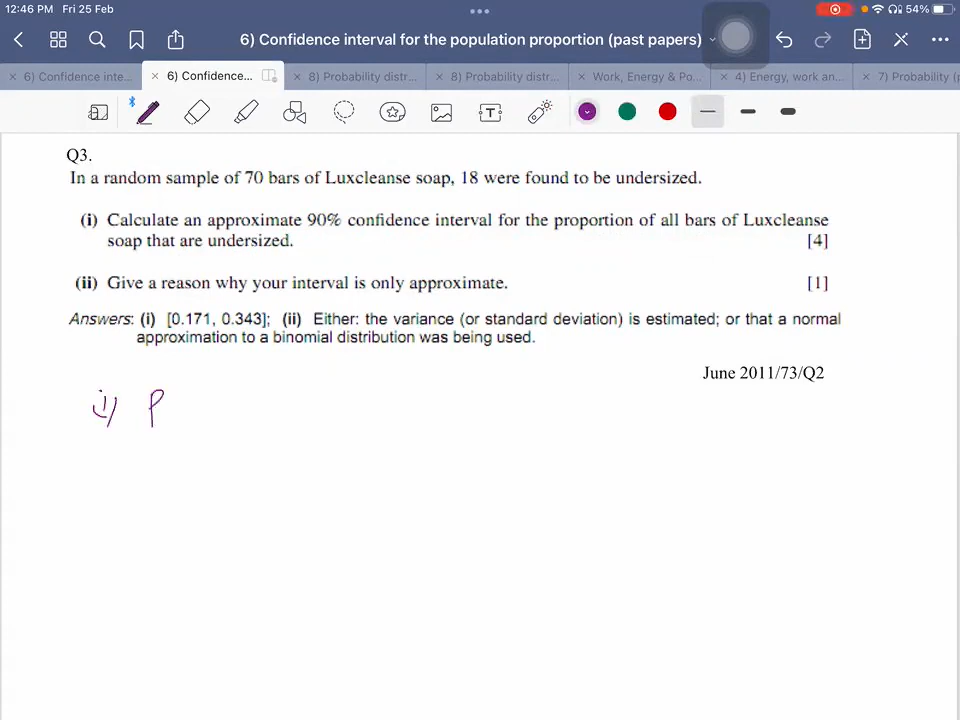 12:46 PM Fri 25 Feb
54%
6) Confidence interval for the population proportion (past papers)
6) Confidence inte...
6) Confidence...
8) Probability distr...
8) Probability distr...
Work, Energy & Po...
4) Energy, work an...
7) Probability (
Q3.
In a random sample of 70 bars of Luxcleanse soap, 18 were found to be undersized.
(i) Calculate an approximate 90% confidence interval for the proportion of all bars of Luxcleanse
soap that are undersized. [4]
(ii) Give a reason why your interval is only approximate. [1]
Answers: (i) [0.171, 0.343]; (ii) Either: the variance (or standard deviation) is estimated; or that a normal
approximation to a binomial distribution was being used.
June 2011/73/Q2
i) P